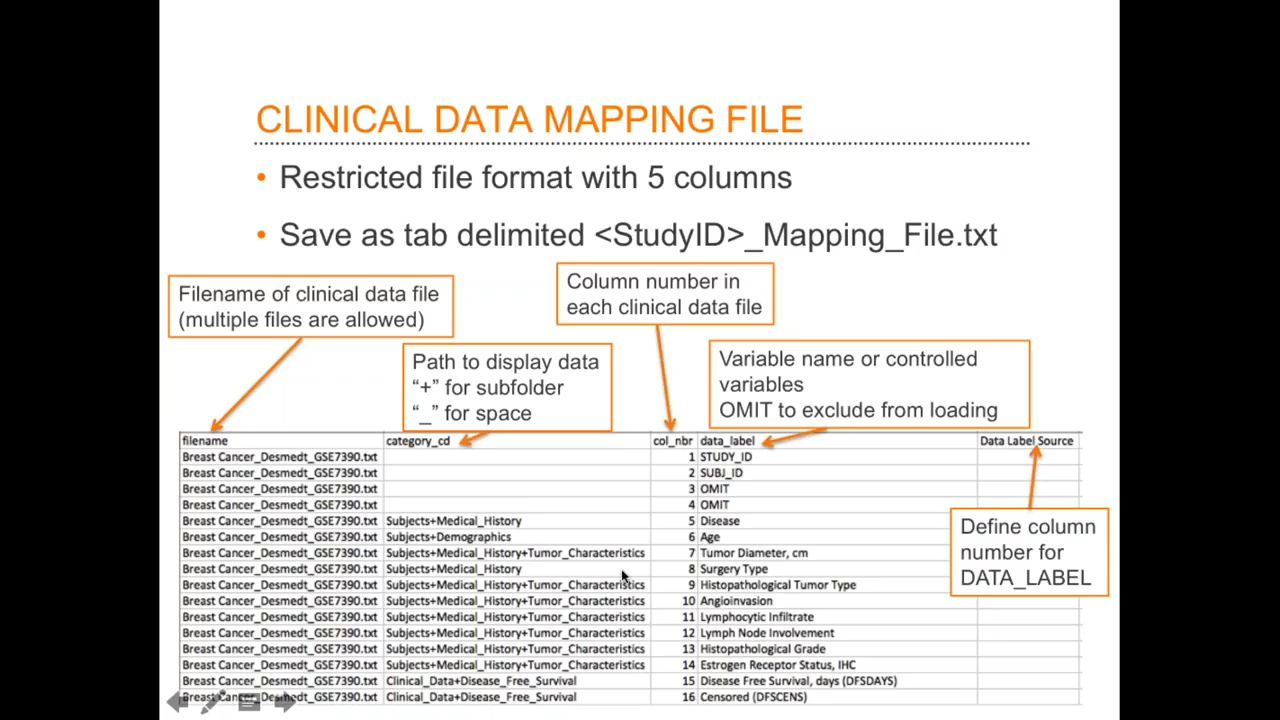 CLINICAL DATA MAPPING FILE
• Restricted file format with 5 columns
• Save as tab delimited <StudyID>_Mapping_File.txt
Filename of clinical data file
(multiple files are allowed)
Column number in
each clinical data file
Path to display data
“+” for subfolder
“_” for space
Variable name or controlled
variables
OMIT to exclude from loading
filename category_cd col_nbr data_label Data Label Source
Breast Cancer_Desmedt_GSE7390.txt 1 STUDY_ID
Breast Cancer_Desmedt_GSE7390.txt 2 SUBJ_ID
Breast Cancer_Desmedt_GSE7390.txt 3 OMIT
Breast Cancer_Desmedt_GSE7390.txt 4 OMIT
Breast Cancer_Desmedt_GSE7390.txt Subjects+Medical_History 5 Disease
Breast Cancer_Desmedt_GSE7390.txt Subjects+Demographics 6 Age
Breast Cancer_Desmedt_GSE7390.txt Subjects+Medical_History+Tumor_Characteristics 7 Tumor Diameter, cm
Breast Cancer_Desmedt_GSE7390.txt Subjects+Medical_History 8 Surgery Type
Breast Cancer_Desmedt_GSE7390.txt Subjects+Medical_History+Tumor_Characteristics 9 Histopathological Tumor Type
Breast Cancer_Desmedt_GSE7390.txt Subjects+Medical_History+Tumor_Characteristics 10 Angioinvasion
Breast Cancer_Desmedt_GSE7390.txt Subjects+Medical_History+Tumor_Characteristics 11 Lymphocytic Infiltrate
Breast Cancer_Desmedt_GSE7390.txt Subjects+Medical_History+Tumor_Characteristics 12 Lymph Node Involvement
Breast Cancer_Desmedt_GSE7390.txt Subjects+Medical_History+Tumor_Characteristics 13 Histopathological Grade
Breast Cancer_Desmedt_GSE7390.txt Subjects+Medical_History+Tumor_Characteristics 14 Estrogen Receptor Status, IHC
Breast Cancer_Desmedt_GSE7390.txt Clinical_Data+Disease_Free_Survival 15 Disease Free Survival, days (DFSDAYS)
Breast Cancer_Desmedt_GSE7390.txt Clinical_Data+Disease_Free_Survival 16 Censored (DFSCENS)
Define column
number for
DATA_LABEL